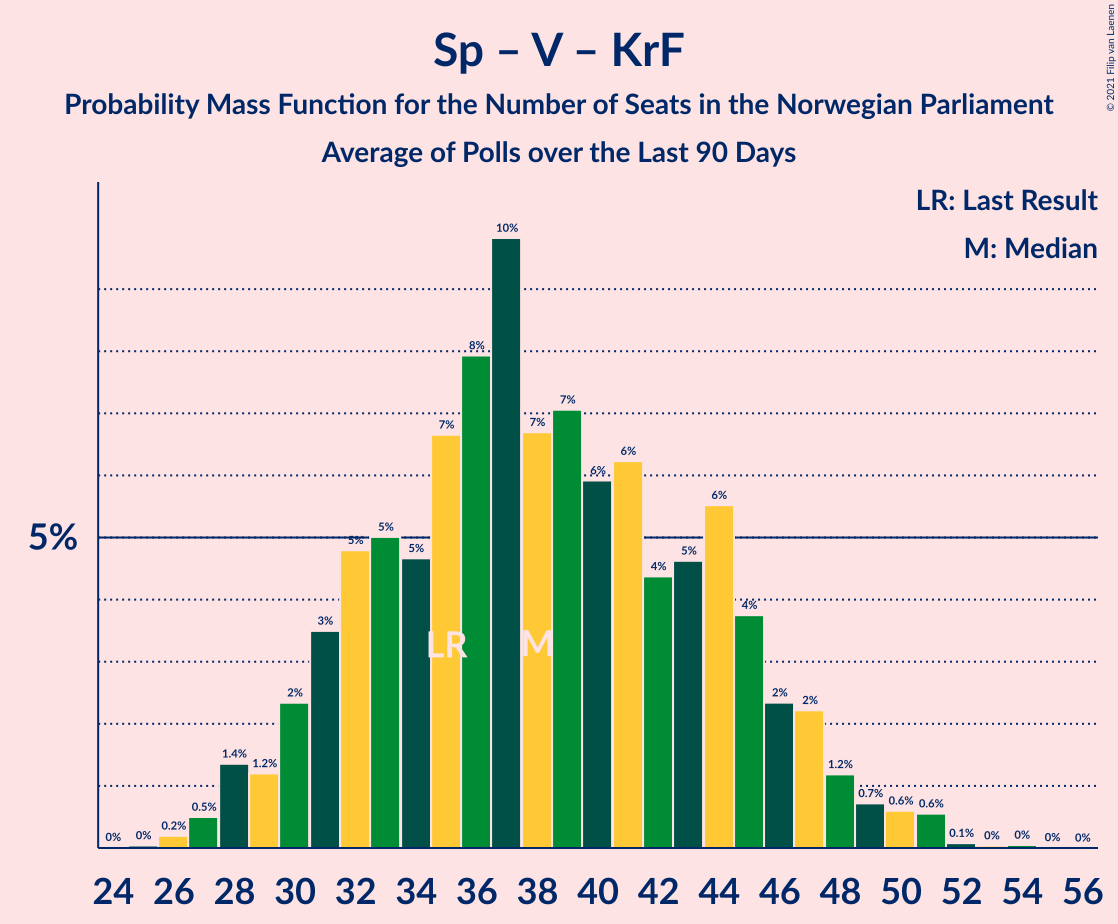 Sp – V – KrF
Probability Mass Function for the Number of Seats in the Norwegian Parliament
Average of Polls over the Last 90 Days
© 2021 Filip van Laenen
LR: Last Result
M: Median
5%
0% 0% 0.2% 0.5% 1.4% 1.2% 2% 3% 5% 5% 5% 7% 8% 10% 7% 7% 6% 6% 4% 5% 6% 4% 2% 2% 1.2% 0.7% 0.6% 0.6% 0.1% 0% 0% 0% 0%
LR M
24 26 28 30 32 34 36 38 40 42 44 46 48 50 52 54 56